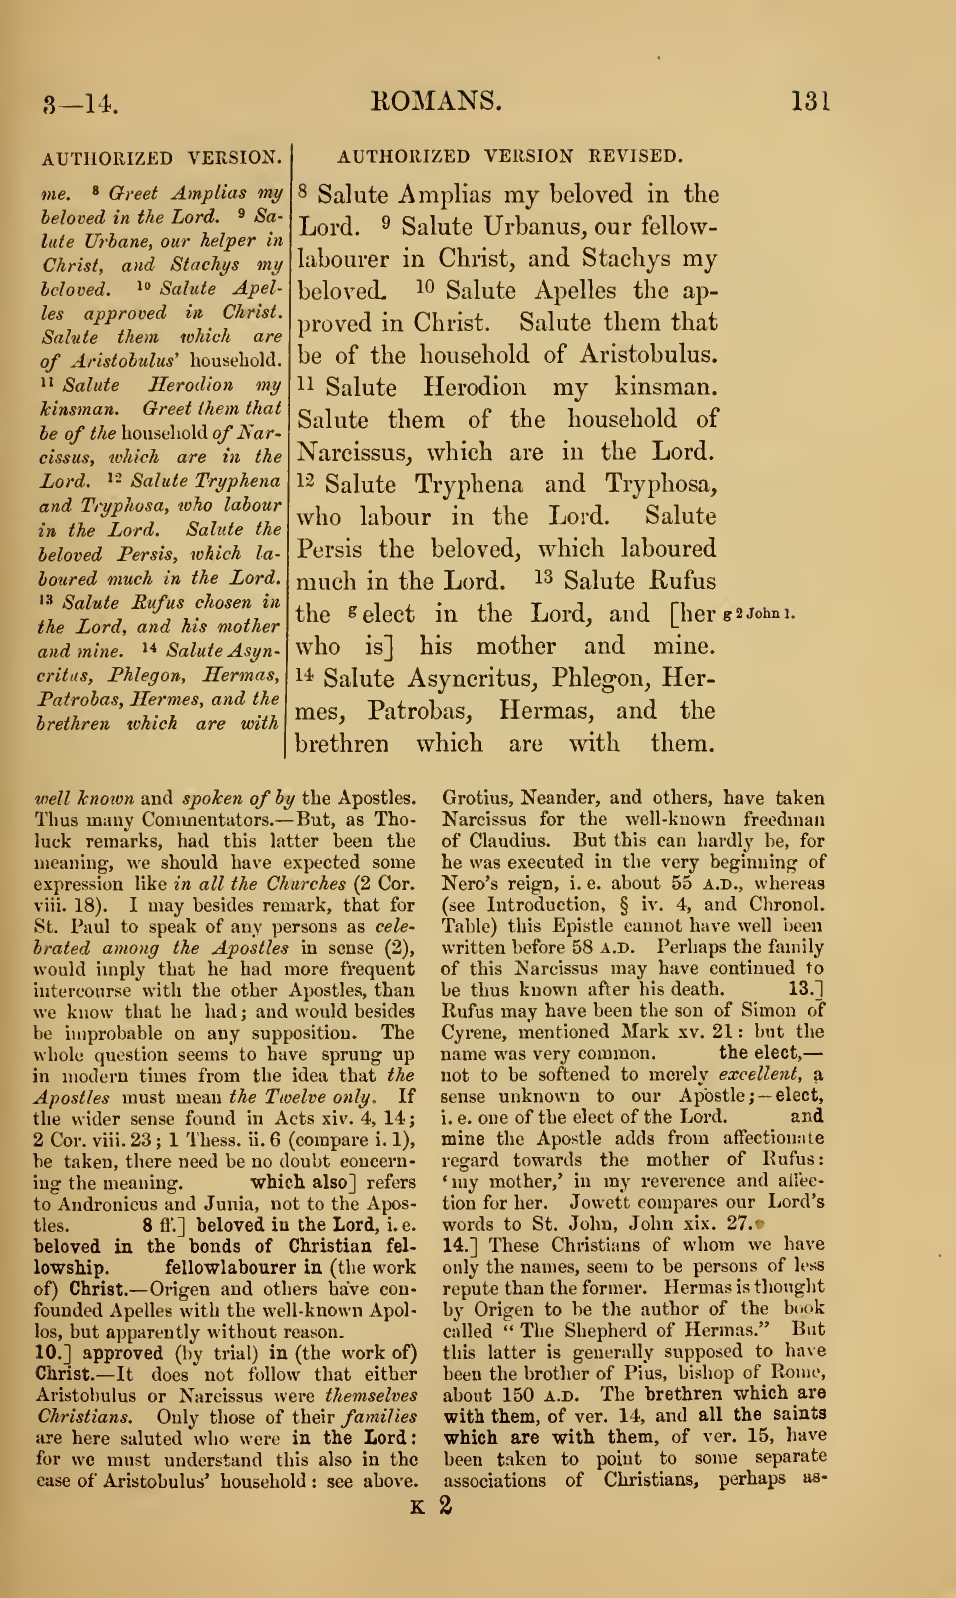 3—14.
ROMANS.
131
AUTHORIZED VERSION.
me. 8 Greet Amplias my
beloved in the Lord. 9 Sa-
lute Urbane, our helper in
Christ, and Stachys my
beloved. 10 Salute Apel-
les approved in Christ.
Salute them which are
of Aristobulus' household.
11 Salute Herodion my
kinsman. Greet them that
be of the household of Nar-
cissus, which are in the
Lord. 12 Salute Tryphena
and Tryphosa, who labour
in the Lord. Salute the
beloved Persis, which la-
boured much in the Lord.
13 Salute Rufus chosen in
the Lord, and his mother
and mine. 14 Salute Asyn-
critus, Phlegon, Hermas,
Patrobas, Hermes, and the
brethren which are with
AUTHORIZED VERSION REVISED.
8 Salute Amplias my beloved in the
Lord. 9 Salute Urbanus, our fellow-
labourer in Christ, and Stachys my
beloved. 10 Salute Apelles the ap-
proved in Christ. Salute them that
be of the household of Aristobulus.
11 Salute Herodion my kinsman.
Salute them of the household of
Narcissus, which are in the Lord.
12 Salute Tryphena and Tryphosa,
who labour in the Lord. Salute
Persis the beloved, which laboured
much in the Lord. 13 Salute Rufus
the g elect in the Lord, and [her
who is] his mother and mine.
14 Salute Asyncritus, Phlegon, Her-
mes, Patrobas, Hermas, and the
brethren which are with them.
g 2 John 1.
well known and spoken of by the Apostles.
Thus many Commentators.—But, as Tho-
luck remarks, had this latter been the
meaning, we should have expected some
expression like in all the Churches (2 Cor.
viii. 18). I may besides remark, that for
St. Paul to speak of any persons as cele-
brated among the Apostles in sense (2),
would imply that he had more frequent
intercourse with the other Apostles, than
we know that he had; and would besides
be improbable on any supposition. The
whole question seems to have sprung up
in modern times from the idea that the
Apostles must mean the Twelve only. If
the wider sense found in Acts xiv. 4, 14;
2 Cor. viii. 23; 1 Thess. ii. 6 (compare i. 1),
be taken, there need be no doubt concern-
ing the meaning. which also] refers
to Andronicus and Junia, not to the Apos-
tles. 8 ff.] beloved in the Lord, i. e.
beloved in the bonds of Christian fel-
lowship. fellowlabourer in (the work
of) Christ.—Origen and others have con-
founded Apelles with the well-known Apol-
los, but apparently without reason.
10.] approved (by trial) in (the work of)
Christ.—It does not follow that either
Aristobulus or Narcissus were themselves
Christians. Only those of their families
are here saluted who were in the Lord:
for we must understand this also in the
case of Aristobulus' household: see above.
Grotius, Neander, and others, have taken
Narcissus for the well-known freedman
of Claudius. But this can hardly be, for
he was executed in the very beginning of
Nero's reign, i. e. about 55 A.D., whereas
(see Introduction, § iv. 4, and Chronol.
Table) this Epistle cannot have well been
written before 58 A.D. Perhaps the family
of this Narcissus may have continued to
be thus known after his death. 13.]
Rufus may have been the son of Simon of
Cyrene, mentioned Mark xv. 21: but the
name was very common. the elect,—
not to be softened to merely excellent, a
sense unknown to our Apostle;—elect,
i. e. one of the elect of the Lord. and
mine the Apostle adds from affectionate
regard towards the mother of Rufus:
'my mother,' in my reverence and affec-
tion for her. Jowett compares our Lord's
words to St. John, John xix. 27.
14.] These Christians of whom we have
only the names, seem to be persons of less
repute than the former. Hermas is thought
by Origen to be the author of the book
called "The Shepherd of Hermas." But
this latter is generally supposed to have
been the brother of Pius, bishop of Rome,
about 150 A.D. The brethren which are
with them, of ver. 14, and all the saints
which are with them, of ver. 15, have
been taken to point to some separate
associations of Christians, perhaps as-
K 2